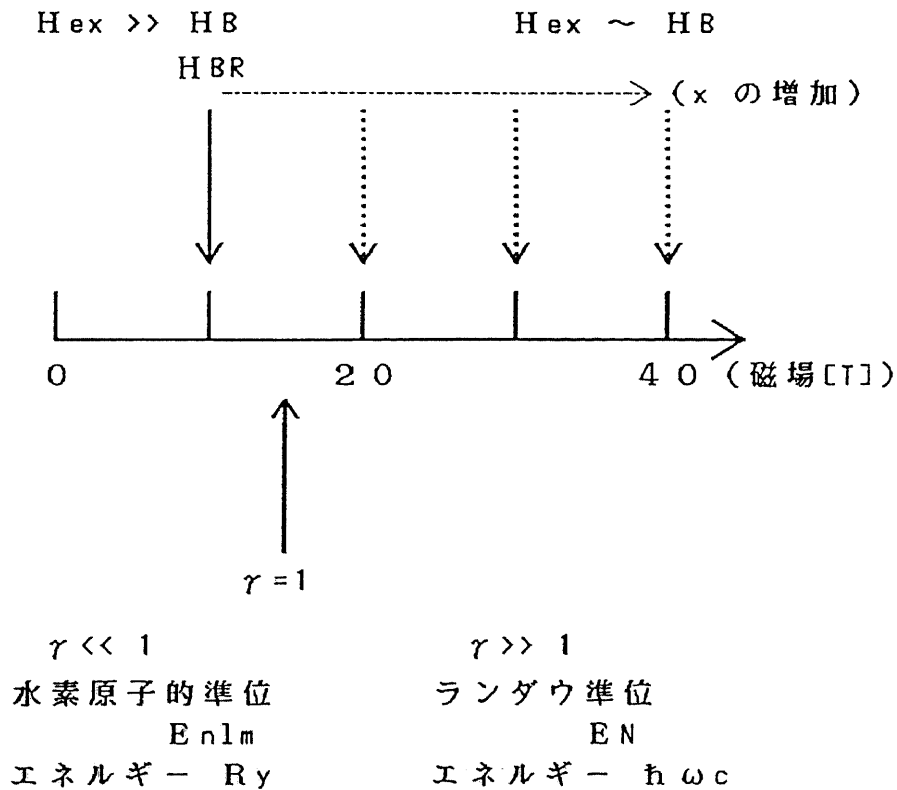 Hex >> HB Hex ～ HB
HBR
(x の増加)
0 20 40 (磁場[T])
γ=1
γ << 1 γ >> 1
水素原子的準位 ランダウ準位
Enlm EN
エネルギー Ry エネルギー ħωc